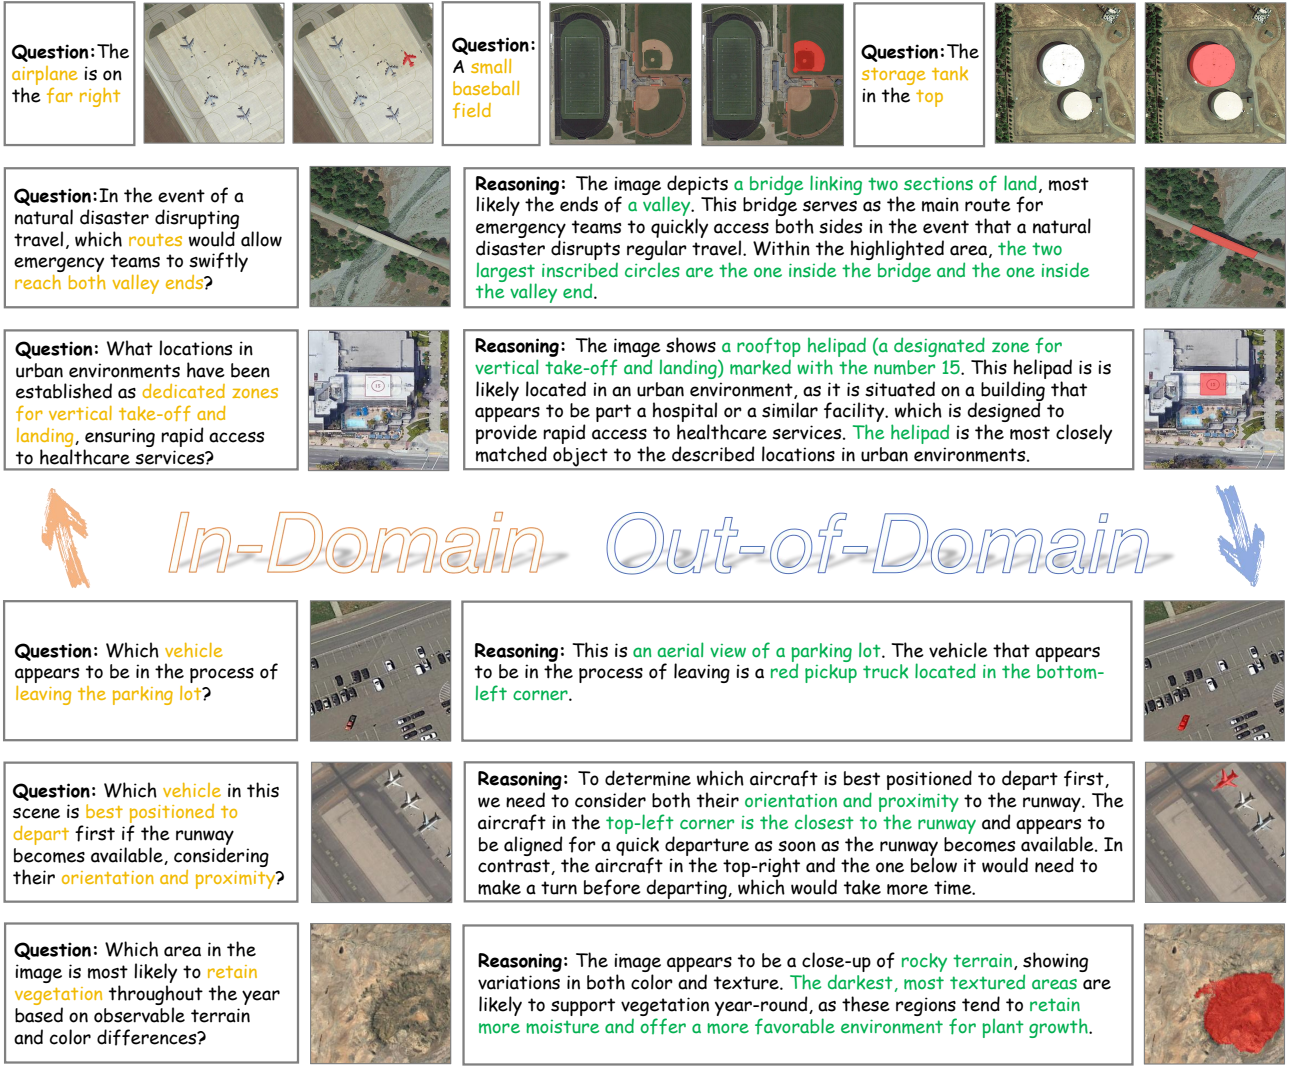 Question:The
airplane is on
the far right
Question:
A small
baseball
field
Question:The
storage tank
in the top
Question:In the event of a
natural disaster disrupting
travel, which routes would allow
emergency teams to swiftly
reach both valley ends?
Reasoning: The image depicts a bridge linking two sections of land, most
likely the ends of a valley. This bridge serves as the main route for
emergency teams to quickly access both sides in the event that a natural
disaster disrupts regular travel. Within the highlighted area, the two
largest inscribed circles are the one inside the bridge and the one inside
the valley end.
Question: What locations in
urban environments have been
established as dedicated zones
for vertical take-off and
landing, ensuring rapid access
to healthcare services?
Reasoning: The image shows a rooftop helipad (a designated zone for
vertical take-off and landing) marked with the number 15. This helipad is is
likely located in an urban environment, as it is situated on a building that
appears to be part a hospital or a similar facility. which is designed to
provide rapid access to healthcare services. The helipad is the most closely
matched object to the described locations in urban environments.
In-Domain
Out-of-Domain
Question: Which vehicle
appears to be in the process of
leaving the parking lot?
Reasoning: This is an aerial view of a parking lot. The vehicle that appears
to be in the process of leaving is a red pickup truck located in the bottom-
left corner.
Question: Which vehicle in this
scene is best positioned to
depart first if the runway
becomes available, considering
their orientation and proximity?
Reasoning: To determine which aircraft is best positioned to depart first,
we need to consider both their orientation and proximity to the runway. The
aircraft in the top-left corner is the closest to the runway and appears to
be aligned for a quick departure as soon as the runway becomes available. In
contrast, the aircraft in the top-right and the one below it would need to
make a turn before departing, which would take more time.
Question: Which area in the
image is most likely to retain
vegetation throughout the year
based on observable terrain
and color differences?
Reasoning: The image appears to be a close-up of rocky terrain, showing
variations in both color and texture. The darkest, most textured areas are
likely to support vegetation year-round, as these regions tend to retain
more moisture and offer a more favorable environment for plant growth.